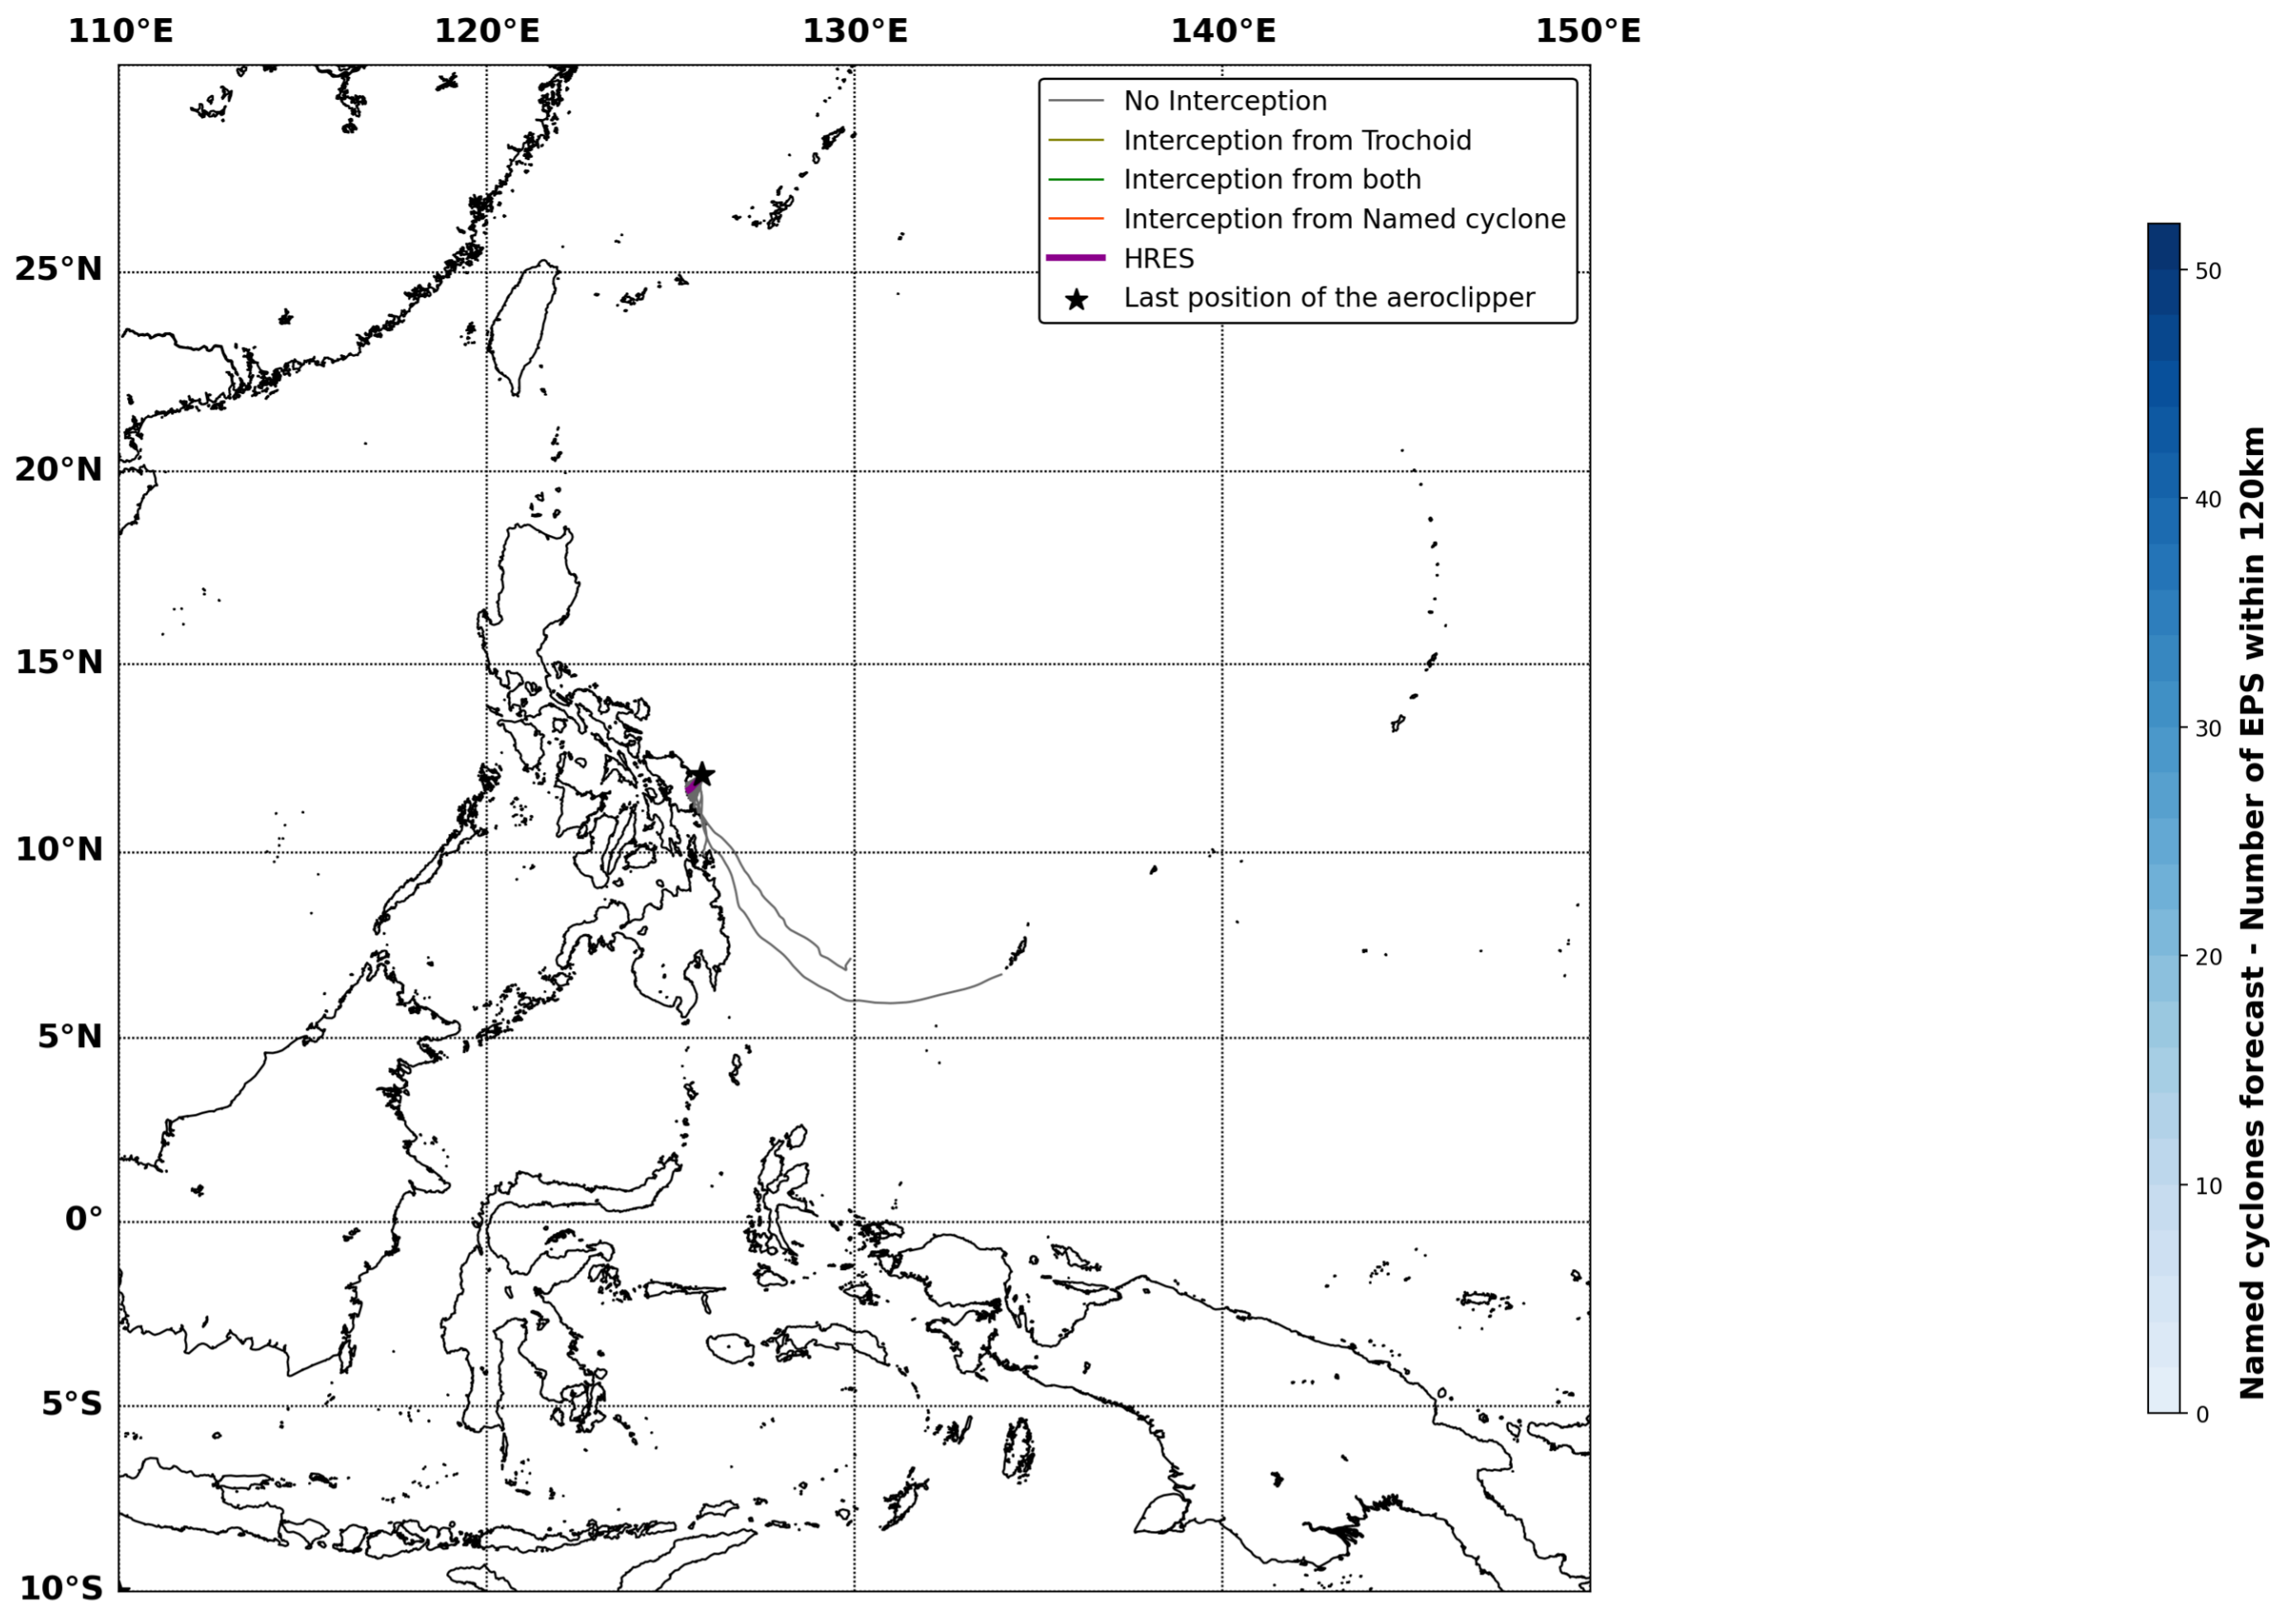 110°E 120°E 130°E 140°E 150°E
No Interception
Interception from Trochoid
Interception from both
Interception from Named cyclone
HRES
Last position of the aeroclipper
25°N
20°N
15°N
10°N
5°N
0°
5°S
10°S
50
40
30
20
10
0
Named cyclones forecast - Number of EPS within 120km